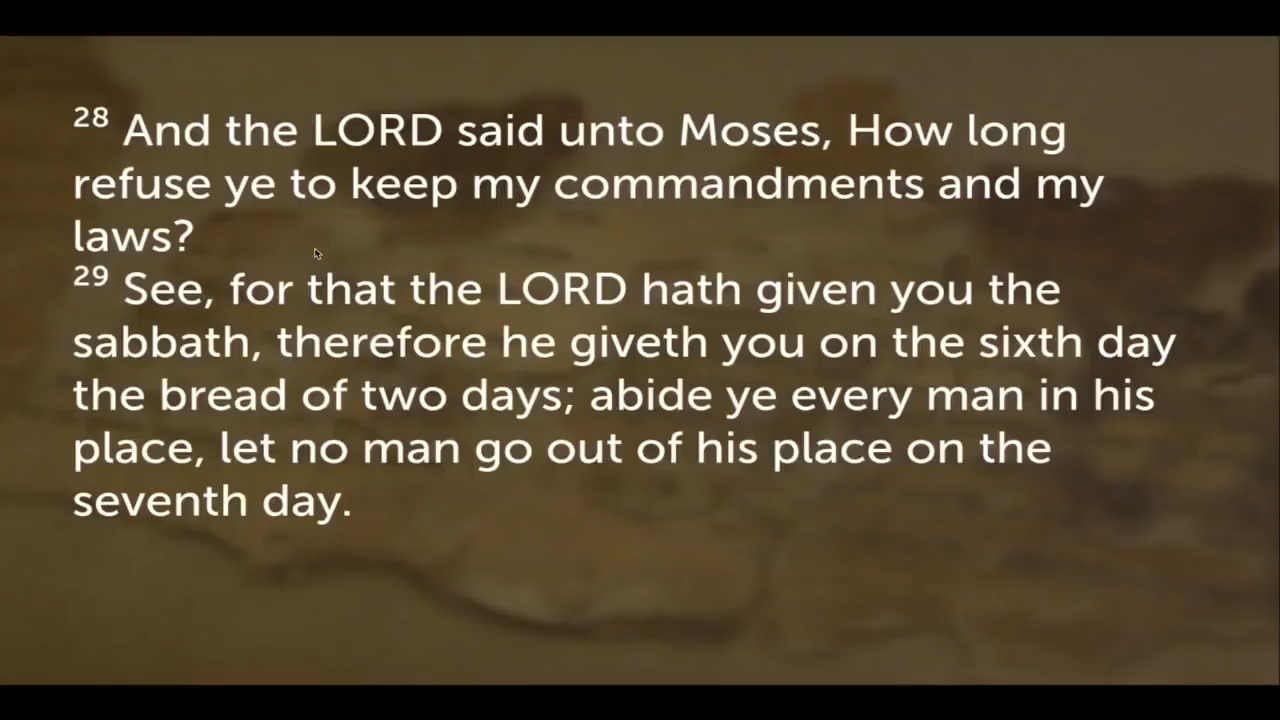 28 And the LORD said unto Moses, How long
refuse ye to keep my commandments and my
laws?
29 See, for that the LORD hath given you the
sabbath, therefore he giveth you on the sixth day
the bread of two days; abide ye every man in his
place, let no man go out of his place on the
seventh day.